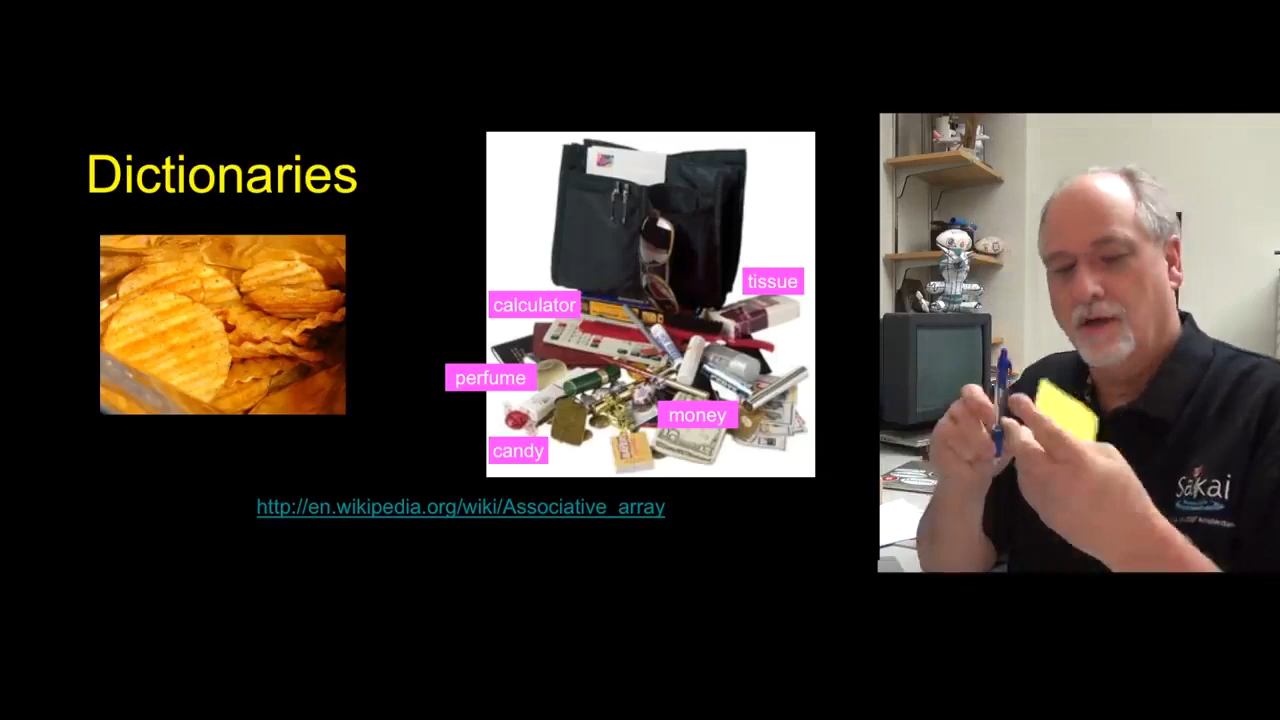 Dictionaries
tissue
calculator
perfume
money
candy
http://en.wikipedia.org/wiki/Associative_array
Sakai